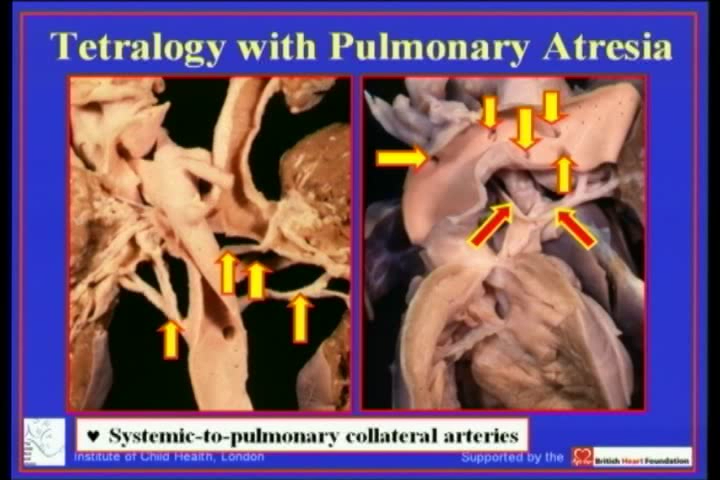 Tetralogy with Pulmonary Atresia
♥ Systemic-to-pulmonary collateral arteries
Institute of Child Health, London
Supported by the
British Heart Foundation